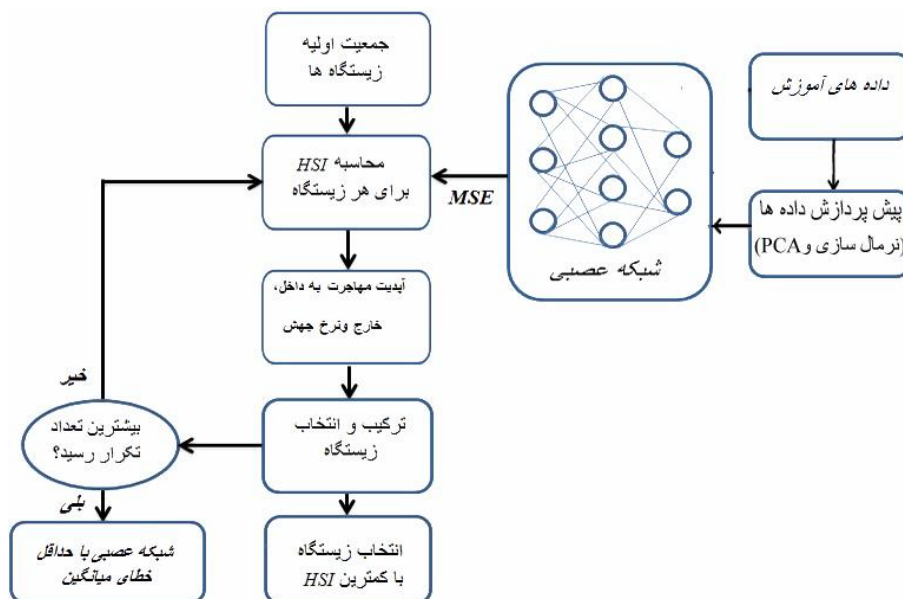 جمعیت اولیه
زیستگاه ها
محاسبه HSI
برای هر زیستگاه
آپدیت مهاجرت به داخل،
خارج ونرخ جهش
ترکیب و انتخاب
زیستگاه
انتخاب زیستگاه
با کمترین HSI
داده های آموزش
پیش پردازش داده ها
(نرمال سازی وPCA)
شبکه عصبی
MSE
خیر
بیشترین تعداد
تکرار رسید؟
بلی
شبکه عصبی با حداقل
خطای میانگین